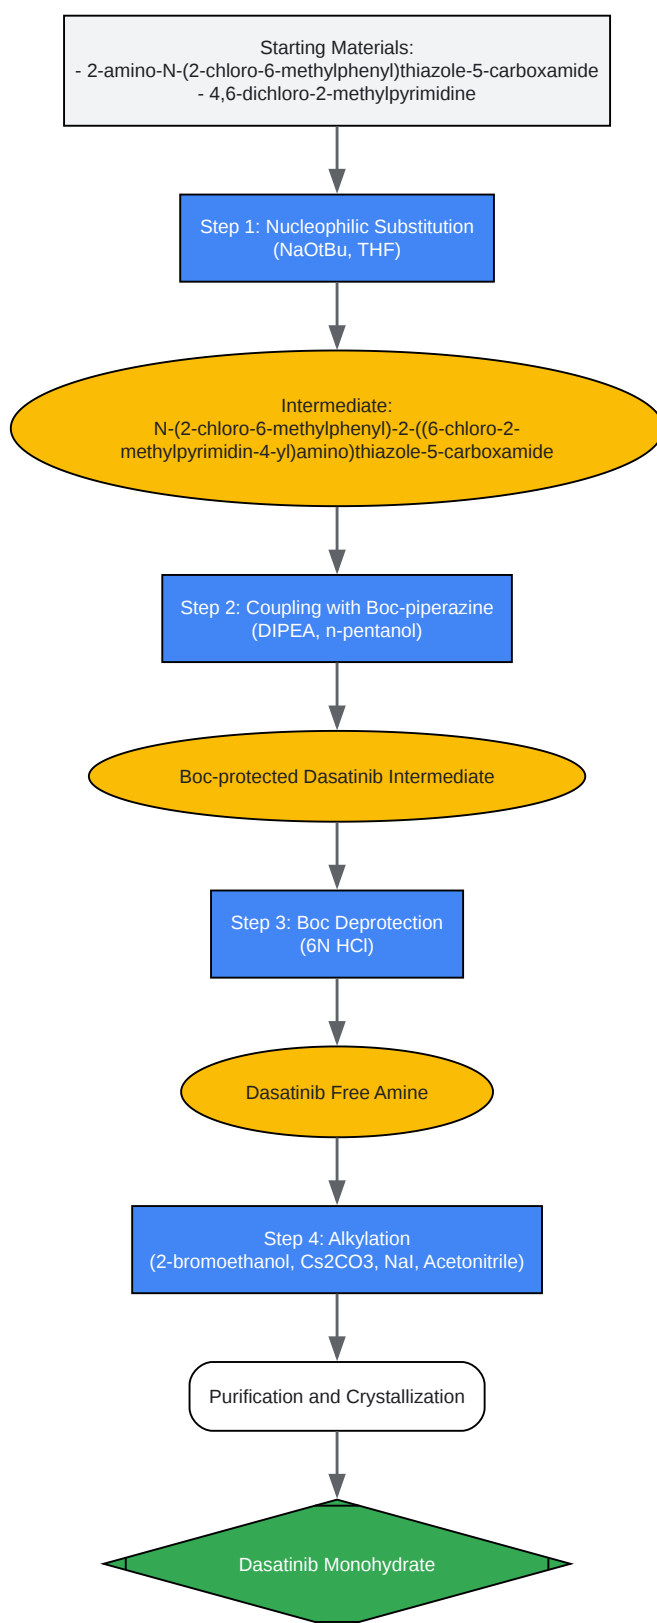 Starting Materials:
- 2-amino-N-(2-chloro-6-methylphenyl)thiazole-5-carboxamide
- 4,6-dichloro-2-methylpyrimidine
Step 1: Nucleophilic Substitution
(NaOtBu, THF)
Intermediate:
N-(2-chloro-6-methylphenyl)-2-((6-chloro-2-
methylpyrimidin-4-yl)amino)thiazole-5-carboxamide
Step 2: Coupling with Boc-piperazine
(DIPEA, n-pentanol)
Boc-protected Dasatinib Intermediate
Step 3: Boc Deprotection
(6N HCl)
Dasatinib Free Amine
Step 4: Alkylation
(2-bromoethanol, Cs2CO3, NaI, Acetonitrile)
Purification and Crystallization
Dasatinib Monohydrate